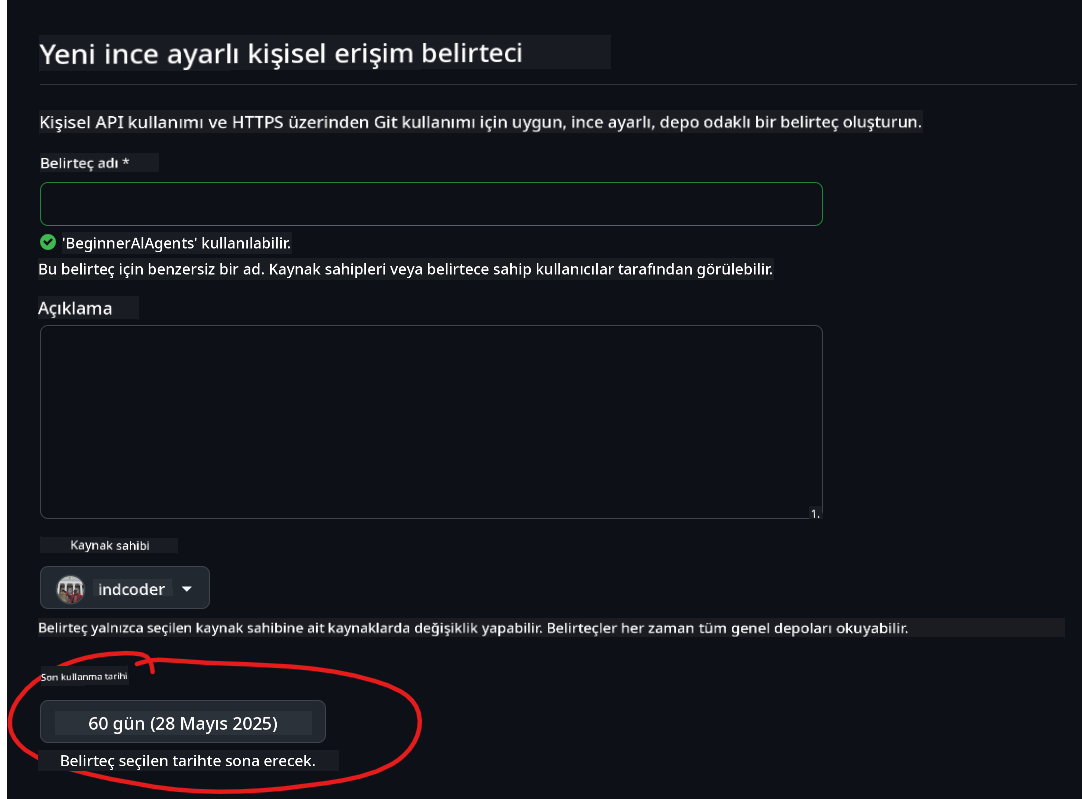 Yeni ince ayarlı kişisel erişim belirteci
Kişisel API kullanımı ve HTTPS üzerinden Git kullanımı için uygun, ince ayarlı, depo odaklı bir belirteç oluşturun.
Belirteç adı *
'BeginnerAIAgents' kullanılabilir.
Bu belirteç için benzersiz bir ad. Kaynak sahipleri veya belirtece sahip kullanıcılar tarafından görülebilir.
Açıklama
1.
Kaynak sahibi
indcoder
Belirteç yalnızca seçilen kaynak sahibine ait kaynaklarda değişiklik yapabilir. Belirteçler her zaman tüm genel depoları okuyabilir.
Son kullanma tarihi
60 gün (28 Mayıs 2025)
Belirteç seçilen tarihte sona erecek.